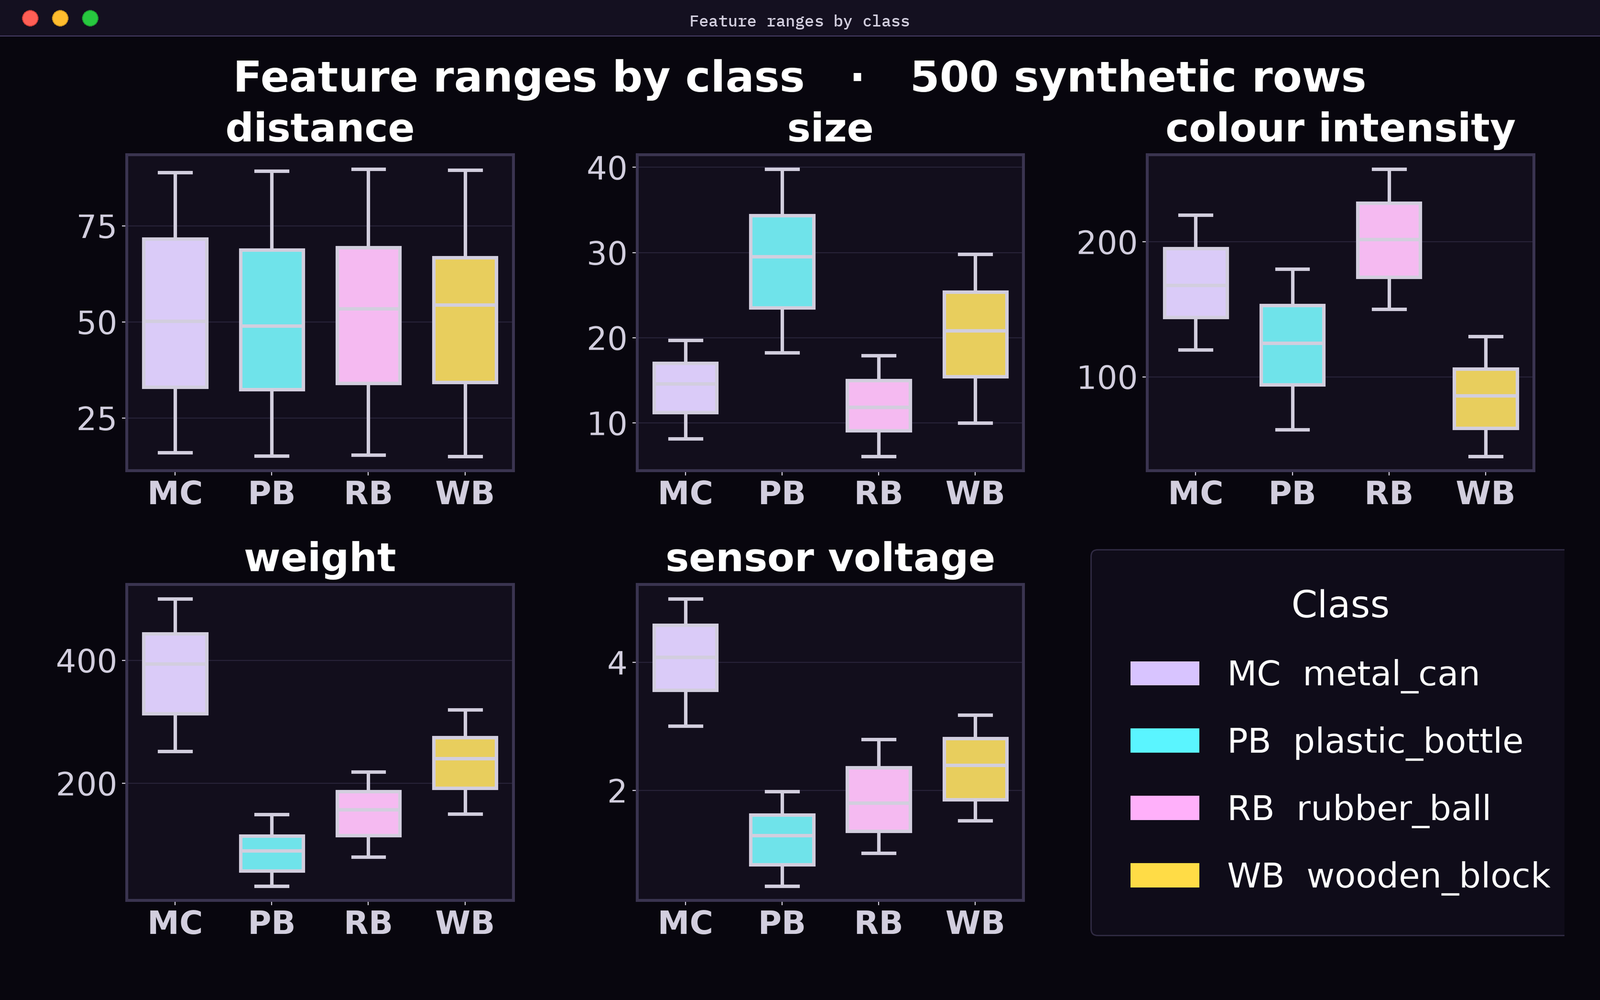 Feature ranges by class
Feature ranges by class · 500 synthetic rows
distance
75
50
25
MC PB RB WB
size
40
30
20
10
MC PB RB WB
colour intensity
200
100
MC PB RB WB
weight
400
200
MC PB RB WB
sensor voltage
4
2
MC PB RB WB
Class
MC metal_can
PB plastic_bottle
RB rubber_ball
WB wooden_block